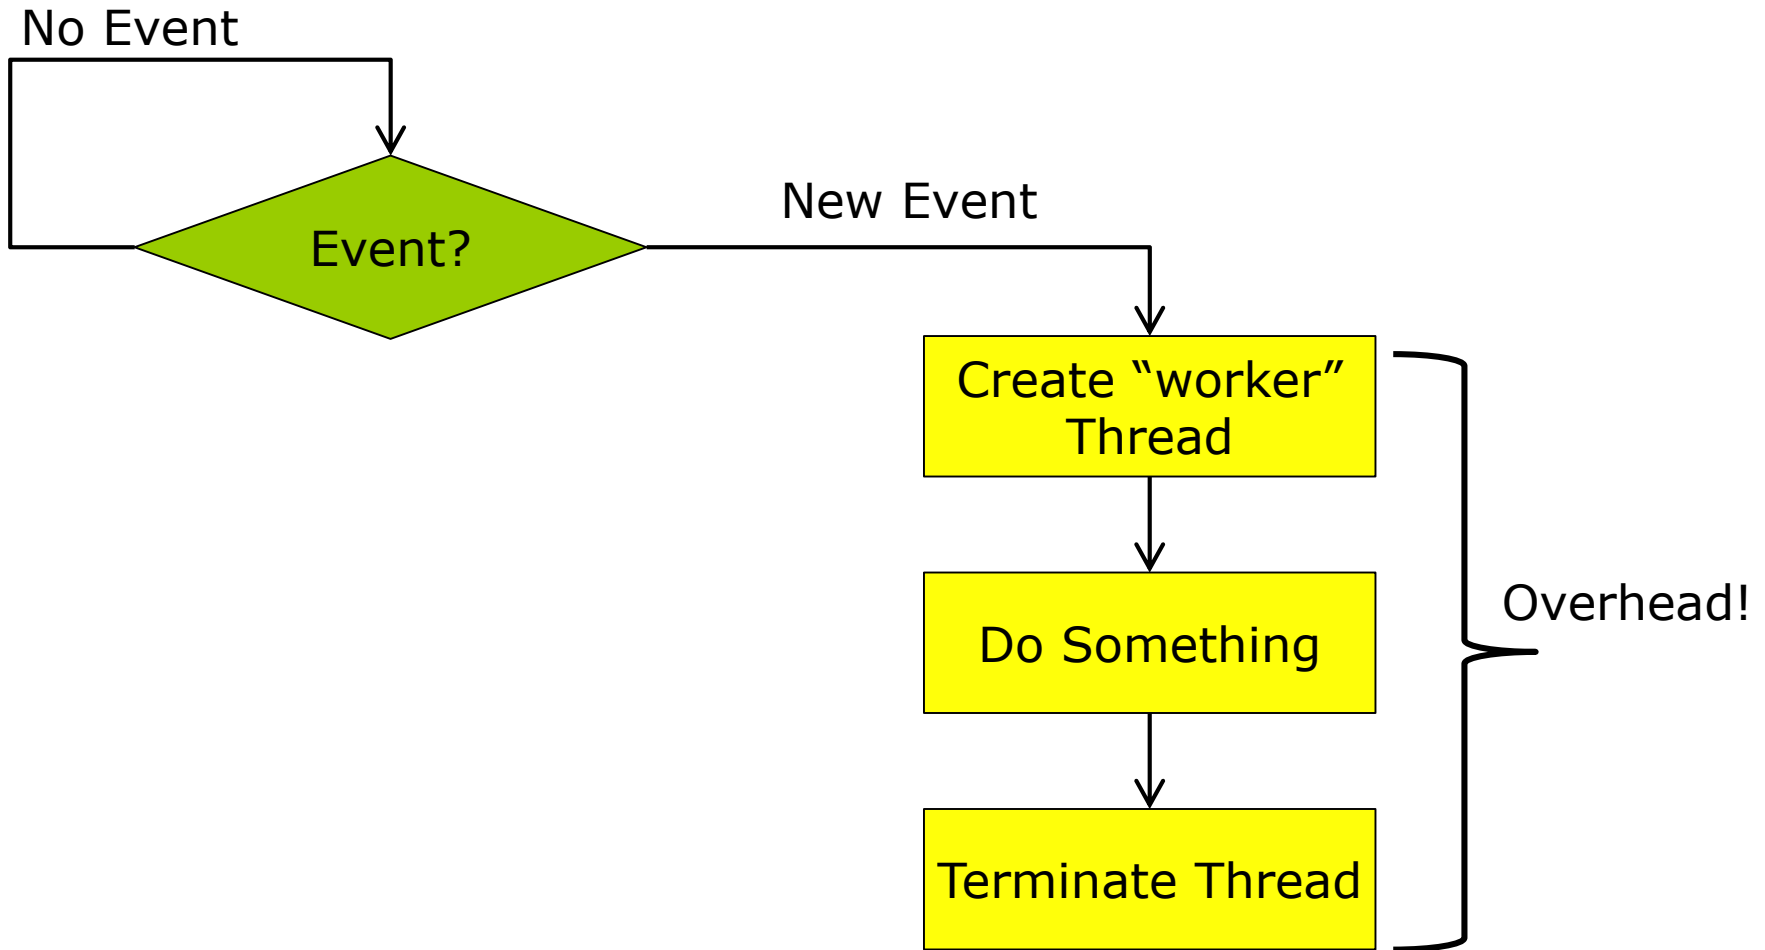 No Event
Event?
New Event
Create “worker”
Thread
Do Something
Terminate Thread
Overhead!